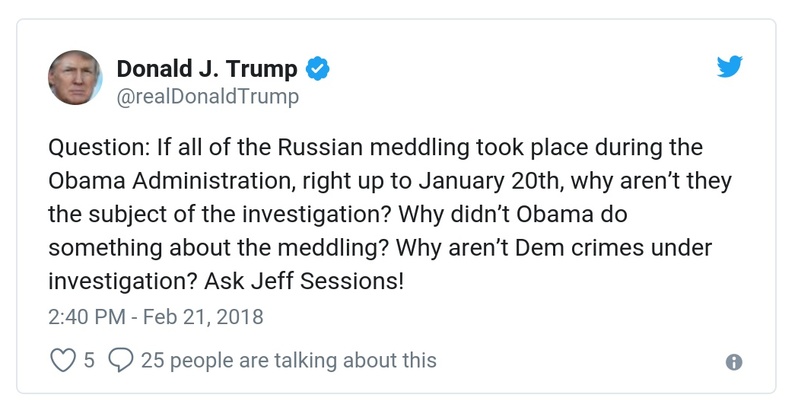 Donald J. Trump
@realDonaldTrump
Question: If all of the Russian meddling took place during the
Obama Administration, right up to January 20th, why aren’t they
the subject of the investigation? Why didn’t Obama do
something about the meddling? Why aren’t Dem crimes under
investigation? Ask Jeff Sessions!
2:40 PM - Feb 21, 2018
5 25 people are talking about this